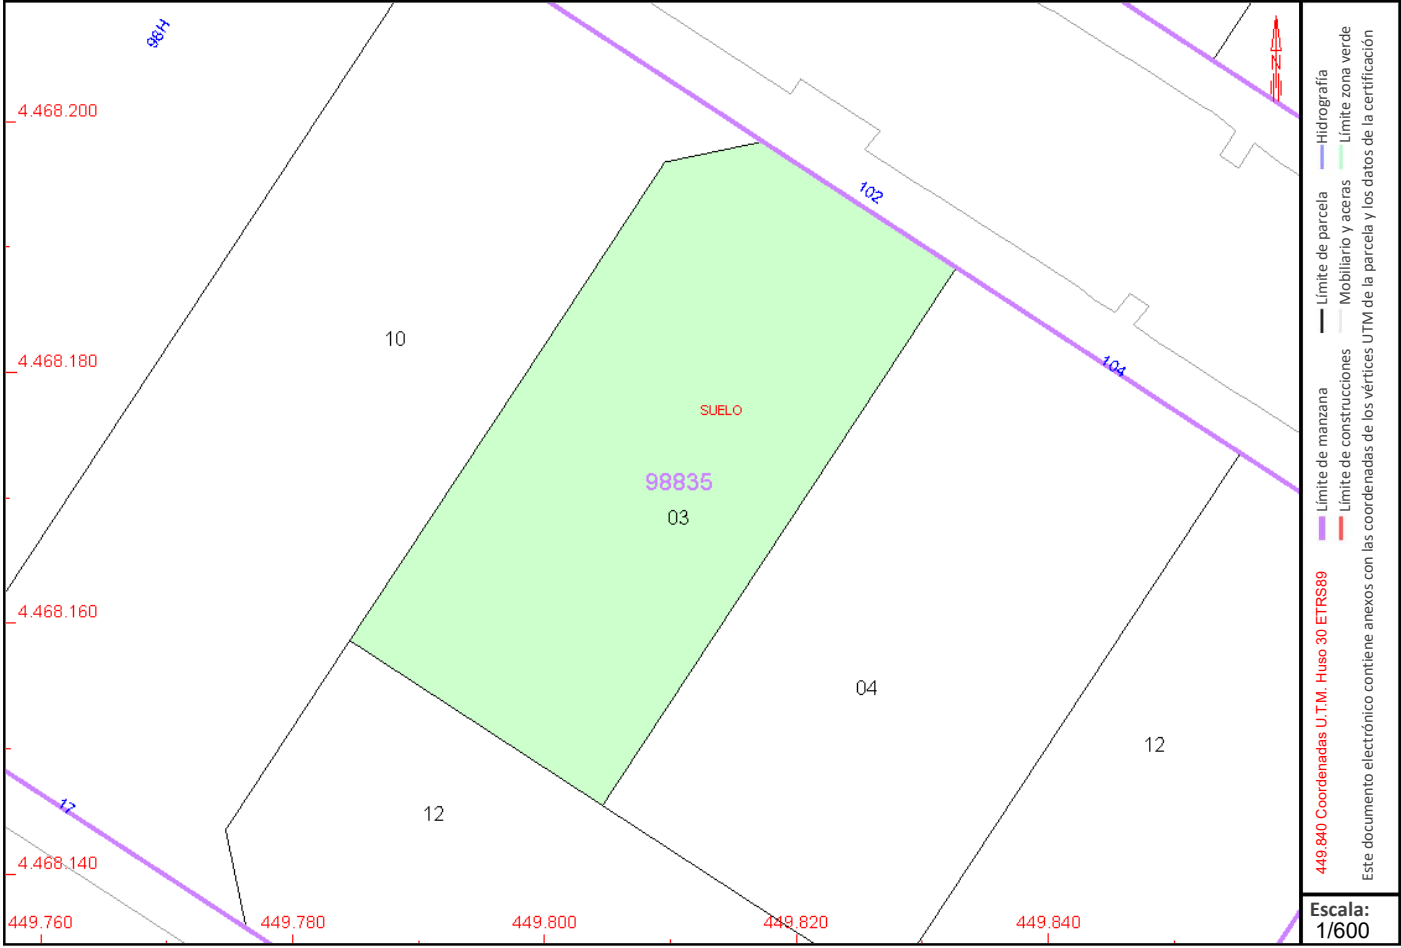 98H
4.468.200
102
10
4.468.180
104
SUELO
98835
03
4.468.160
04
12
17
12
4.468.140
449.760
449.780
449.800
449.820
449.840
N
Hidrografía
Límite zona verde
Límite de parcela
Mobiliario y aceras
Límite de manzana
Límite de construcciones
449.840 Coordenadas U.T.M. Huso 30 ETRS89
Este documento electrónico contiene anexos con las coordenadas de los vértices UTM de la parcela y los datos de la certificación
Escala:
1/600